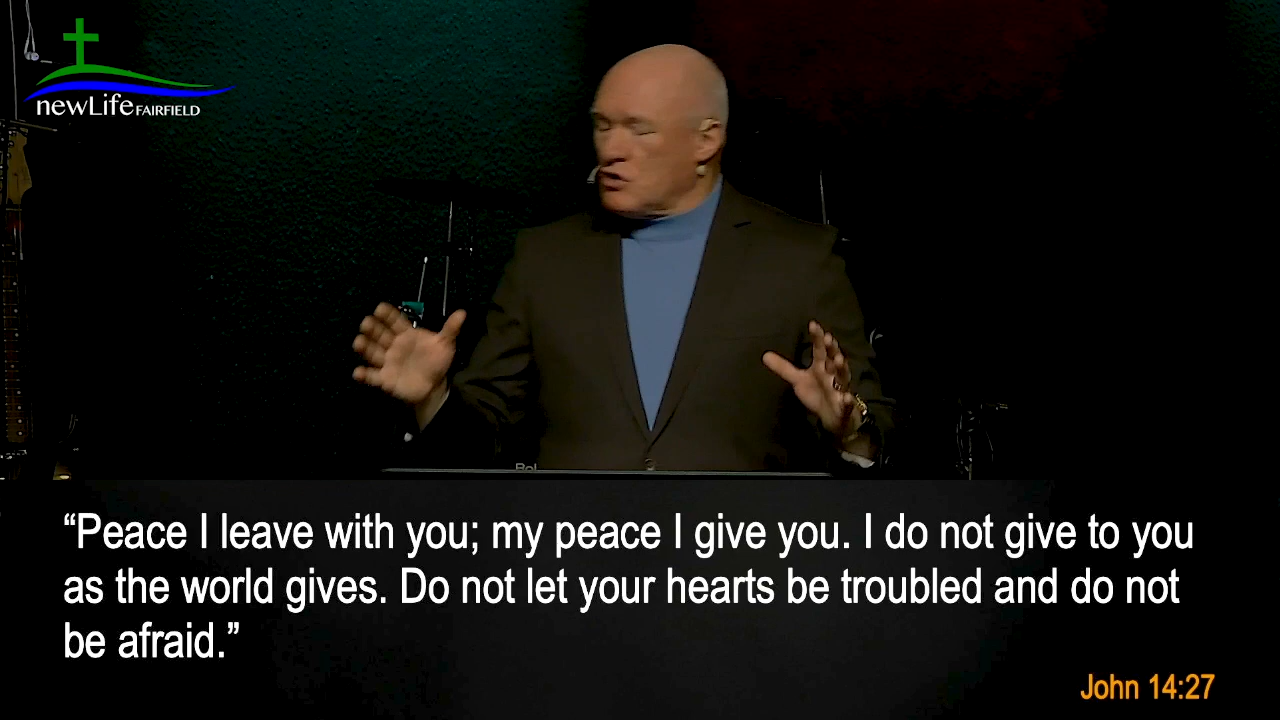 newLife FAIRFIELD
“Peace I leave with you; my peace I give you. I do not give to you
as the world gives. Do not let your hearts be troubled and do not
be afraid.”
John 14:27